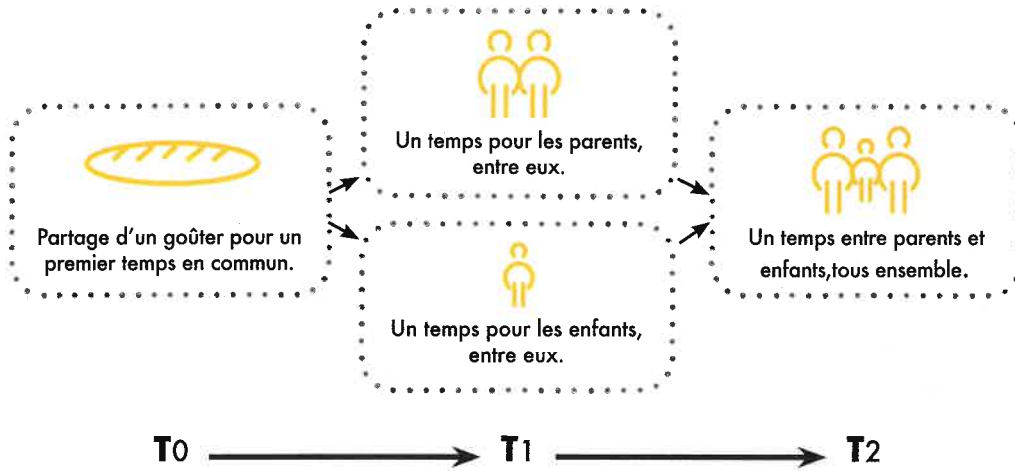 Partage d'un goûter pour un
premier temps en commun.
Un temps pour les parents,
entre eux.
Un temps pour les enfants,
entre eux.
Un temps entre parents et
enfants,tous ensemble.
T0
T1
T2